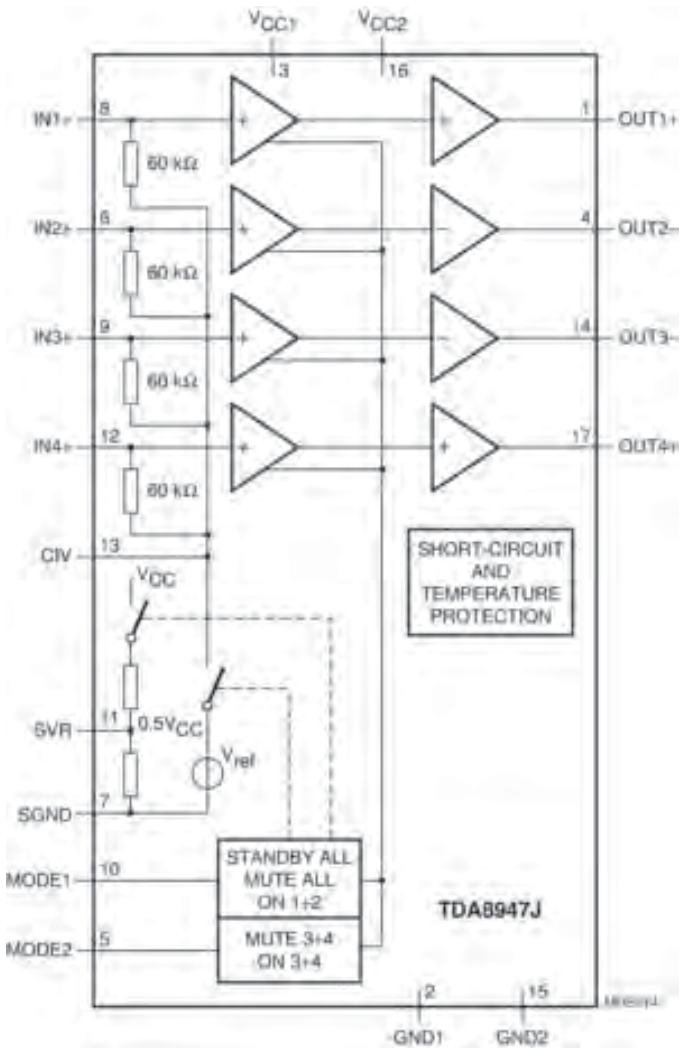 VCC1 VCC2
3 16
IN1+ 8 1 OUT1+
60 kΩ
IN2+ 6 4 OUT2-
60 kΩ
IN3+ 9 14 OUT3-
60 kΩ
IN4+ 12 17 OUT4+
60 kΩ
CIV 13
SHORT-CIRCUIT
AND
TEMPERATURE
PROTECTION
VCC
SVR 11 0.5VCC
Vref
SGND 7
STANDBY ALL
MODE1 10 MUTE ALL
ON 1+2
TDA8947J
MODE2 5 MUTE 3+4
ON 3+4
2 15
GND1 GND2